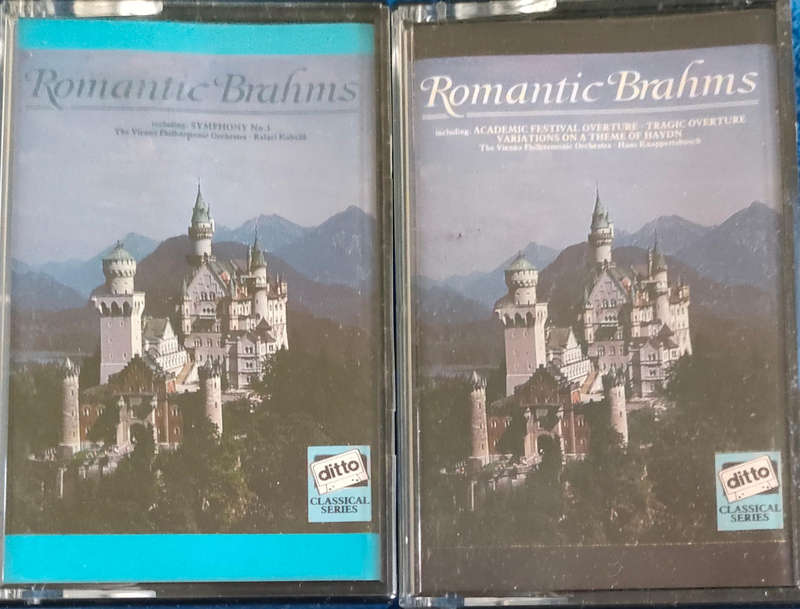 Romantic Brahms
including: SYMPHONY No.
The Vienna Philharmonic Orchestra · Rafael Kubelik
ditto
CLASSICAL
SERIES
Romantic Brahms
including: ACADEMIC FESTIVAL OVERTURE · TRAGIC OVERTURE
VARIATIONS ON A THEME OF HAYDN
The Vienna Philharmonic Orchestra · Hans Knappertsbusch
ditto
CLASSICAL
SERIES